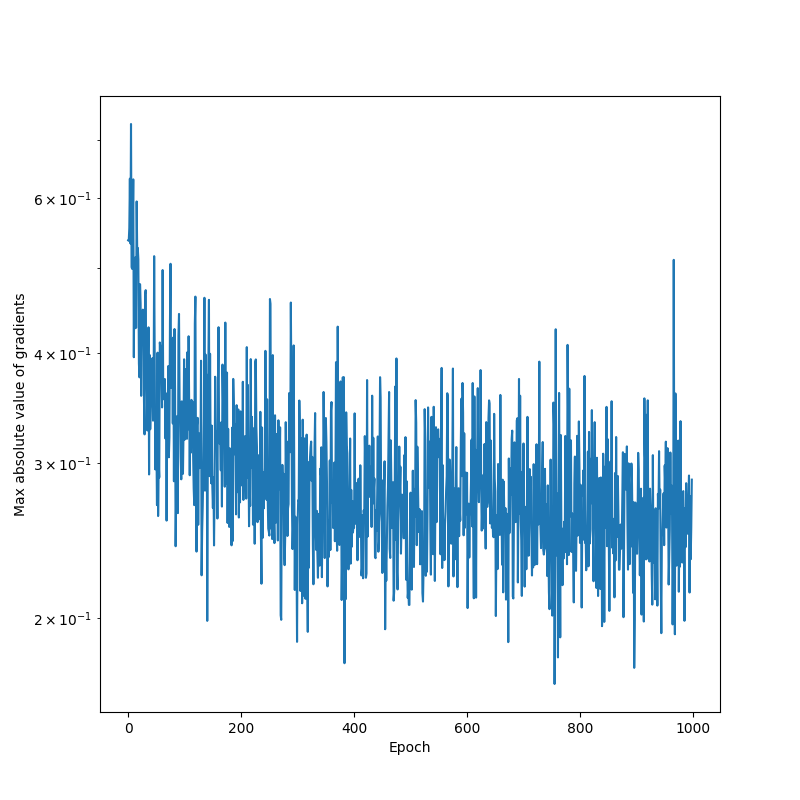 Max absolute value of gradients
6 × 10⁻¹
4 × 10⁻¹
3 × 10⁻¹
2 × 10⁻¹
0 200 400 600 800 1000
Epoch